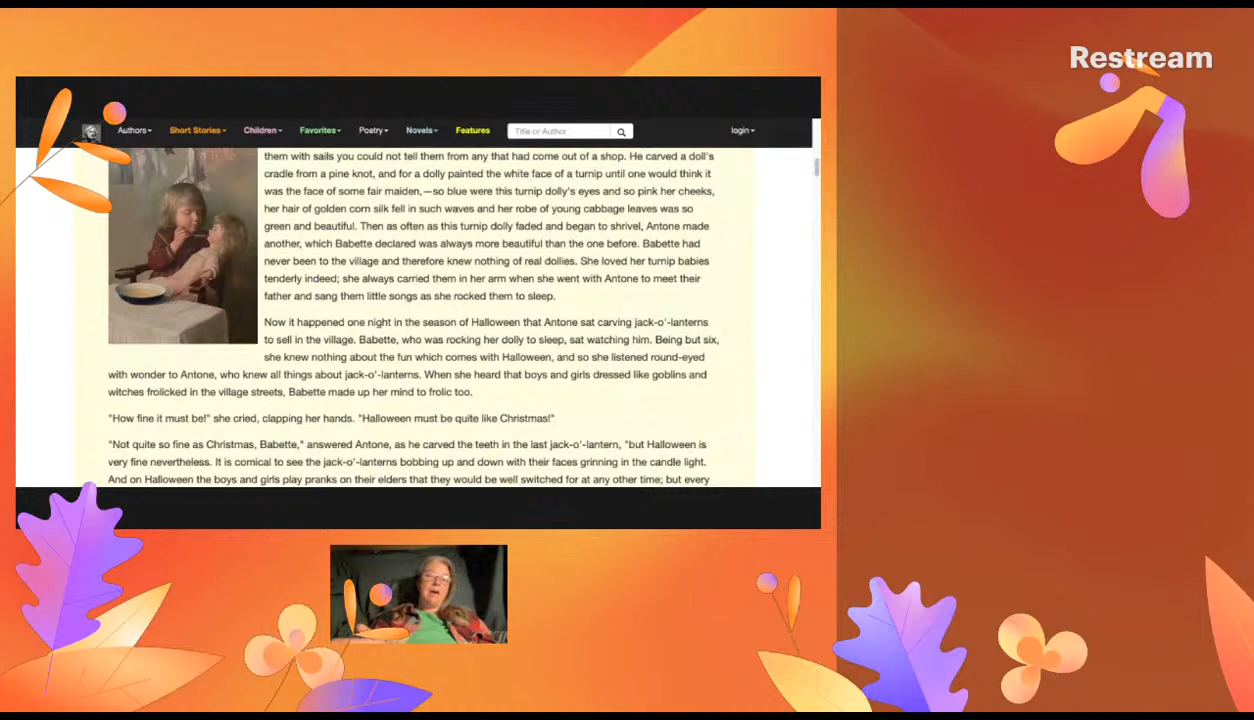 Restream
Authors
Short Stories
Children
Favorites
Poetry
Novels
Features
Title or Author
login
them with sails you could not tell them from any that had come out of a shop. He carved a doll's
cradle from a pine knot, and for a dolly painted the white face of a turnip until one would think it
was the face of some fair maiden,—so blue were this turnip dolly's eyes and so pink her cheeks,
her hair of golden corn silk fell in such waves and her robe of young cabbage leaves was so
green and beautiful. Then as often as this turnip dolly faded and began to shrivel, Antone made
another, which Babette declared was always more beautiful than the one before. Babette had
never been to the village and therefore knew nothing of real dollies. She loved her turnip babies
tenderly indeed; she always carried them in her arm when she went with Antone to meet their
father and sang them little songs as she rocked them to sleep.
Now it happened one night in the season of Halloween that Antone sat carving jack-o'-lanterns
to sell in the village. Babette, who was rocking her dolly to sleep, sat watching him. Being but six,
she knew nothing about the fun which comes with Halloween, and so she listened round-eyed
with wonder to Antone, who knew all things about jack-o'-lanterns. When she heard that boys and girls dressed like goblins and
witches frolicked in the village streets, Babette made up her mind to frolic too.
"How fine it must be!" she cried, clapping her hands. "Halloween must be quite like Christmas!"
"Not quite so fine as Christmas, Babette," answered Antone, as he carved the teeth in the last jack-o'-lantern, "but Halloween is
very fine nevertheless. It is comical to see the jack-o'-lanterns bobbing up and down with their faces grinning in the candle light.
And on Halloween the boys and girls play pranks on their elders that they would be well switched for at any other time; but every